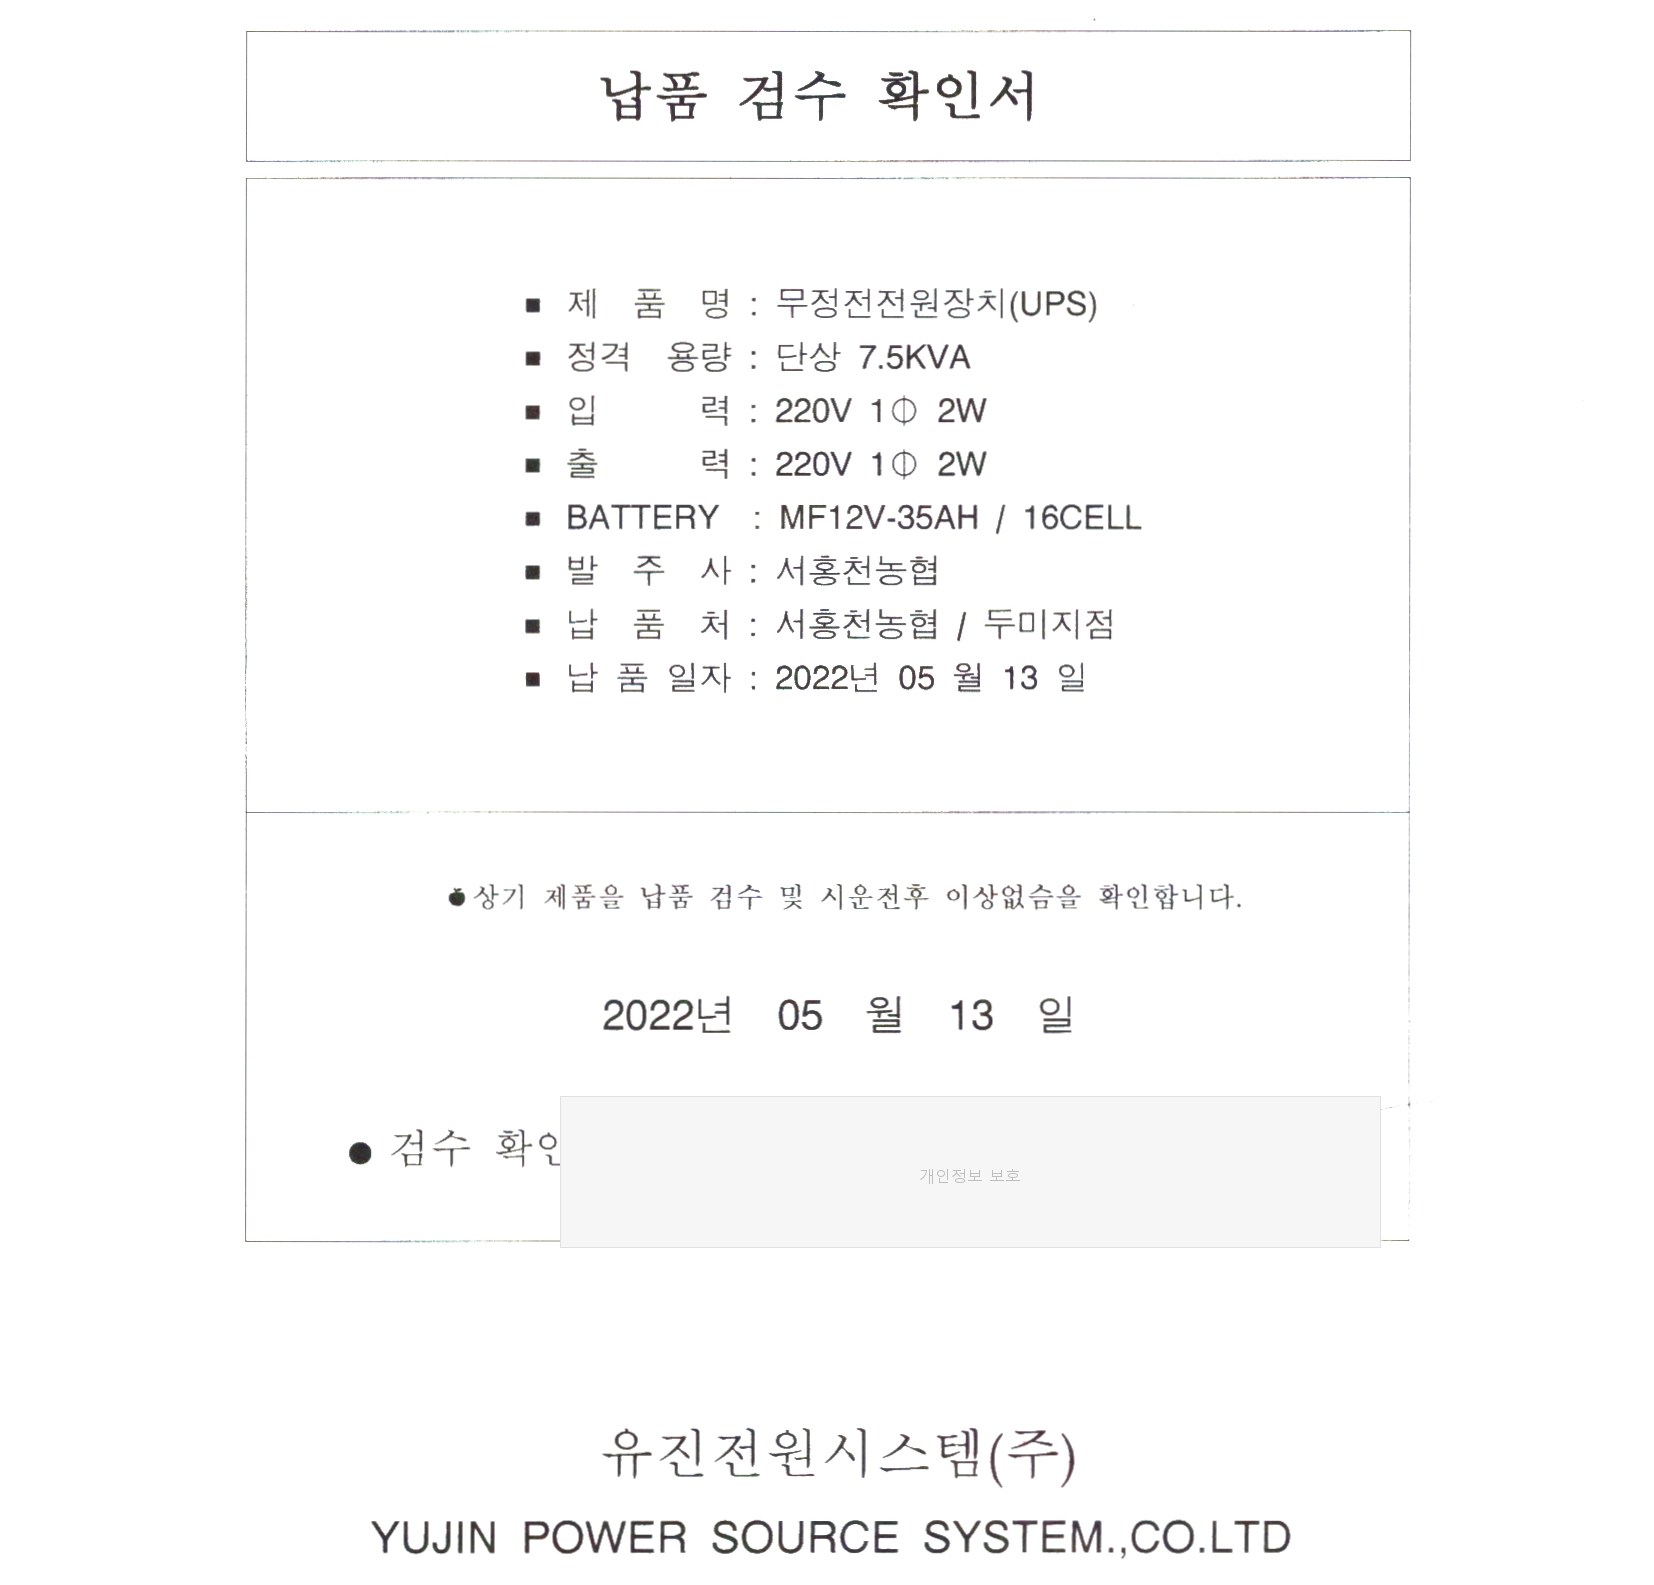 납품 검수 확인서
■ 제 품 명 : 무정전전원장치(UPS)
■ 정격 용량 : 단상 7.5KVA
■ 입 력 : 220V 1⏀ 2W
■ 출 력 : 220V 1⏀ 2W
■ BATTERY : MF12V-35AH / 16CELL
■ 발 주 사 : 서홍천농협
■ 납 품 처 : 서홍천농협 / 두미지점
■ 납 품 일자 : 2022년 05 월 13 일
상기 제품을 납품 검수 및 시운전후 이상없슴을 확인합니다.
2022년 05 월 13 일
● 검수 확인
개인정보 보호
유진전원시스템(주)
YUJIN POWER SOURCE SYSTEM.,CO.LTD